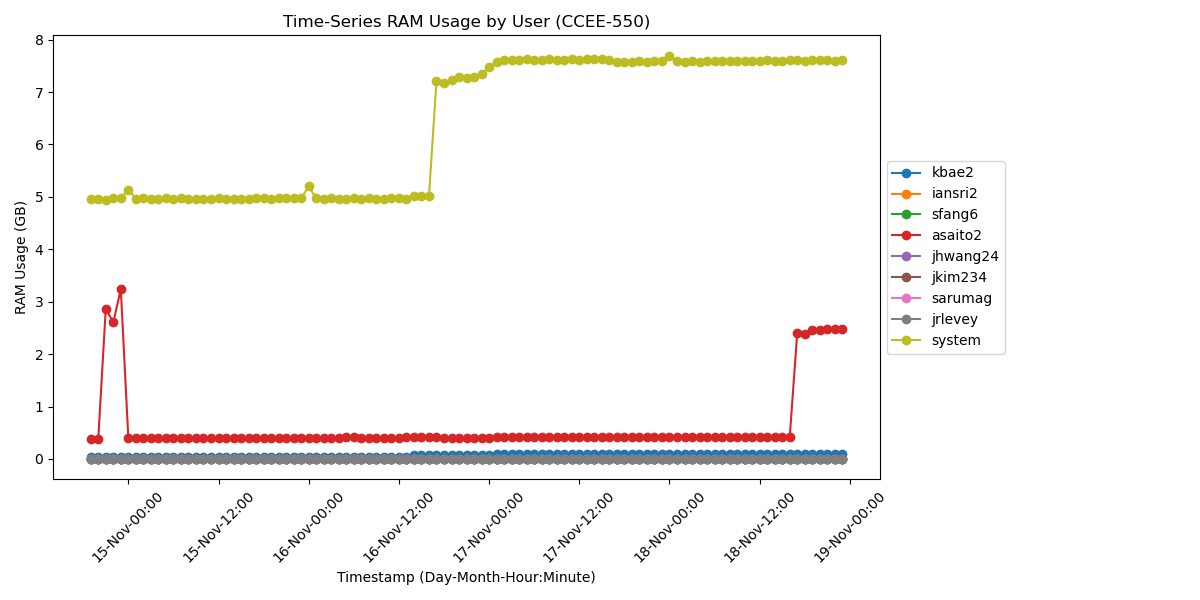 Time-Series RAM Usage by User (CCEE-550)
8
7
6
5
4
3
2
1
0
RAM Usage (GB)
15-Nov-00:00
15-Nov-12:00
16-Nov-00:00
16-Nov-12:00
17-Nov-00:00
17-Nov-12:00
18-Nov-00:00
18-Nov-12:00
19-Nov-00:00
Timestamp (Day-Month-Hour:Minute)
kbae2
iansri2
sfang6
asaito2
jhwang24
jkim234
sarumag
jrlevey
system